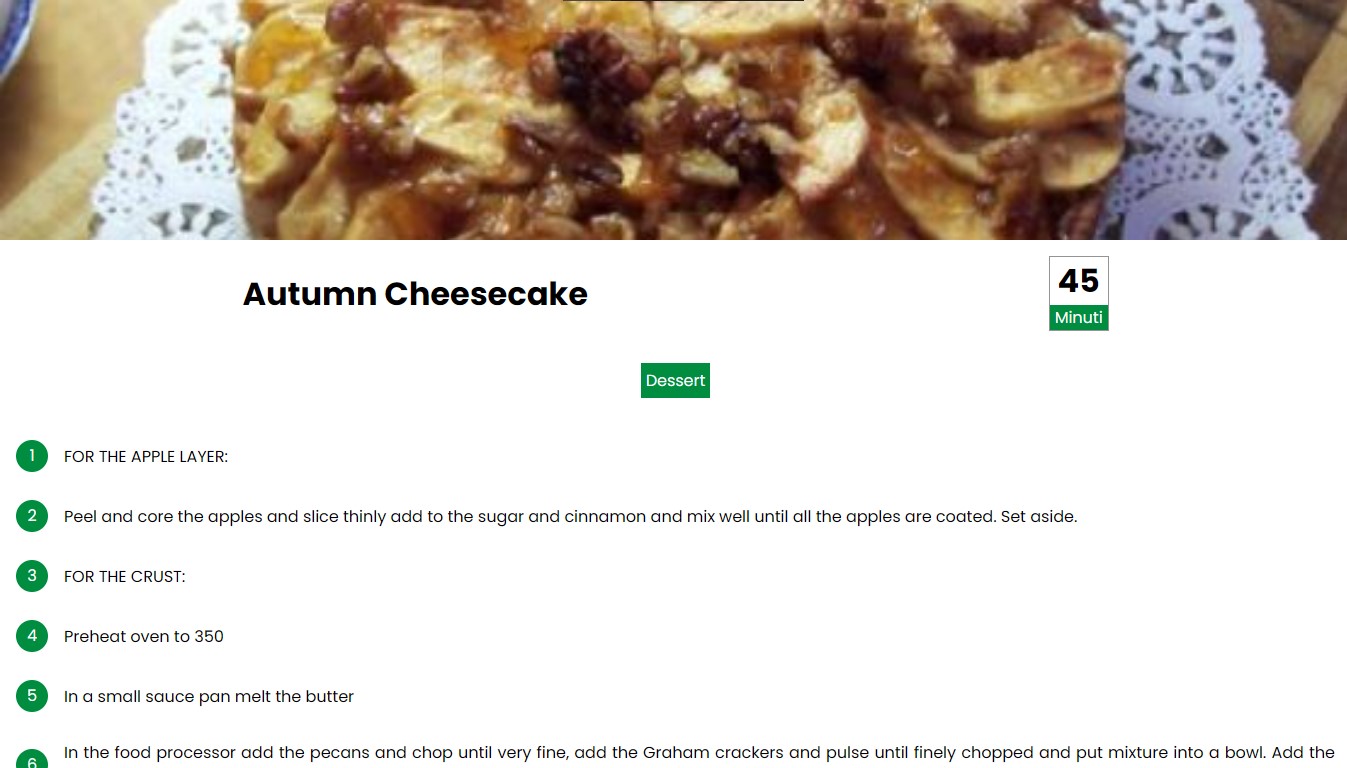 Autumn Cheesecake
45
Minuti
Dessert
1 FOR THE APPLE LAYER:
2 Peel and core the apples and slice thinly add to the sugar and cinnamon and mix well until all the apples are coated. Set aside.
3 FOR THE CRUST:
4 Preheat oven to 350
5 In a small sauce pan melt the butter
6 In the food processor add the pecans and chop until very fine, add the Graham crackers and pulse until finely chopped and put mixture into a bowl. Add the